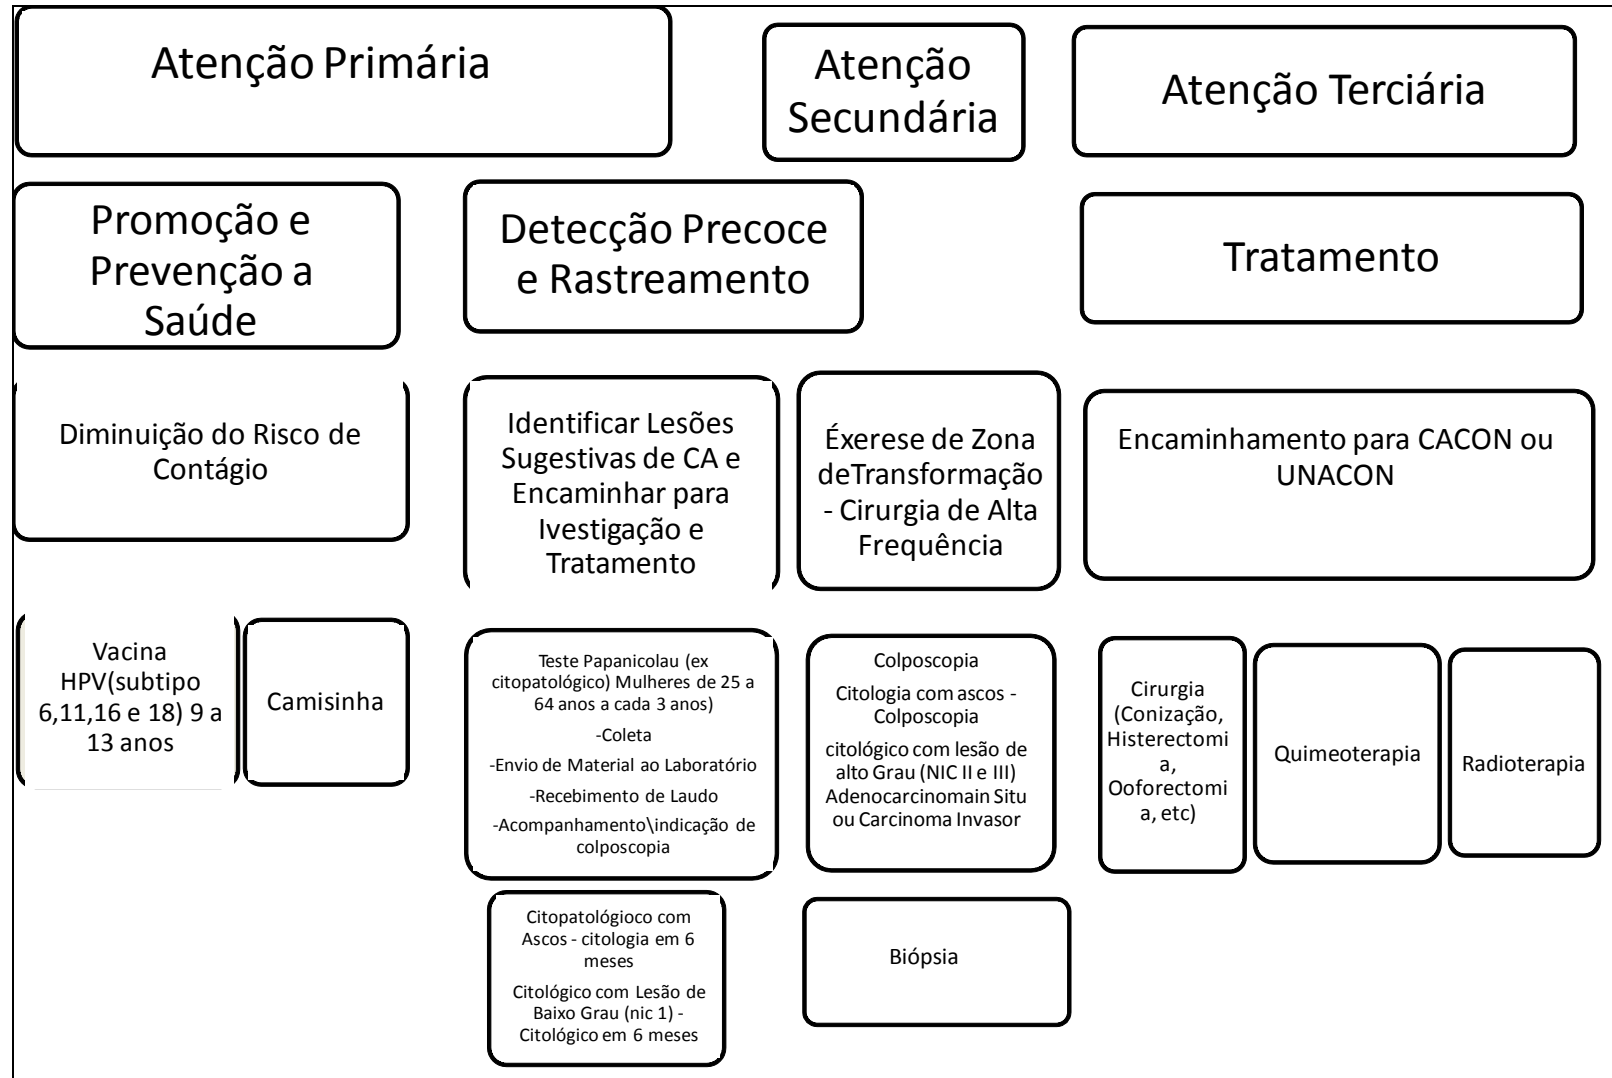 Atenção Primária
Atenção
Secundária
Atenção Terciária
Promoção e
Prevenção a
Saúde
Detecção Precoce
e Rastreamento
Tratamento
Diminuição do Risco de
Contágio
Identificar Lesões
Sugestivas de CA e
Encaminhar para
Ivestigação e
Tratamento
Éxerese de Zona
deTransformação
- Cirurgia de Alta
Frequência
Encaminhamento para CACON ou
UNACON
Vacina
HPV(subtipo
6,11,16 e 18) 9 a
13 anos
Camisinha
Teste Papanicolau (ex
citopatológico) Mulheres de 25 a
64 anos a cada 3 anos)
-Coleta
-Envio de Material ao Laboratório
-Recebimento de Laudo
-Acompanhamento\indicação de
colposcopia
Colposcopia
Citologia com ascos -
Colposcopia
citológico com lesão de
alto Grau (NIC II e III)
Adenocarcinomain Situ
ou Carcinoma Invasor
Cirurgia
(Conização,
Histerectomi
a,
Ooforectomi
a, etc)
Quimeoterapia
Radioterapia
Citopatológioco com
Ascos - citologia em 6
meses
Citológico com Lesão de
Baixo Grau (nic 1) -
Citológico em 6 meses
Biópsia